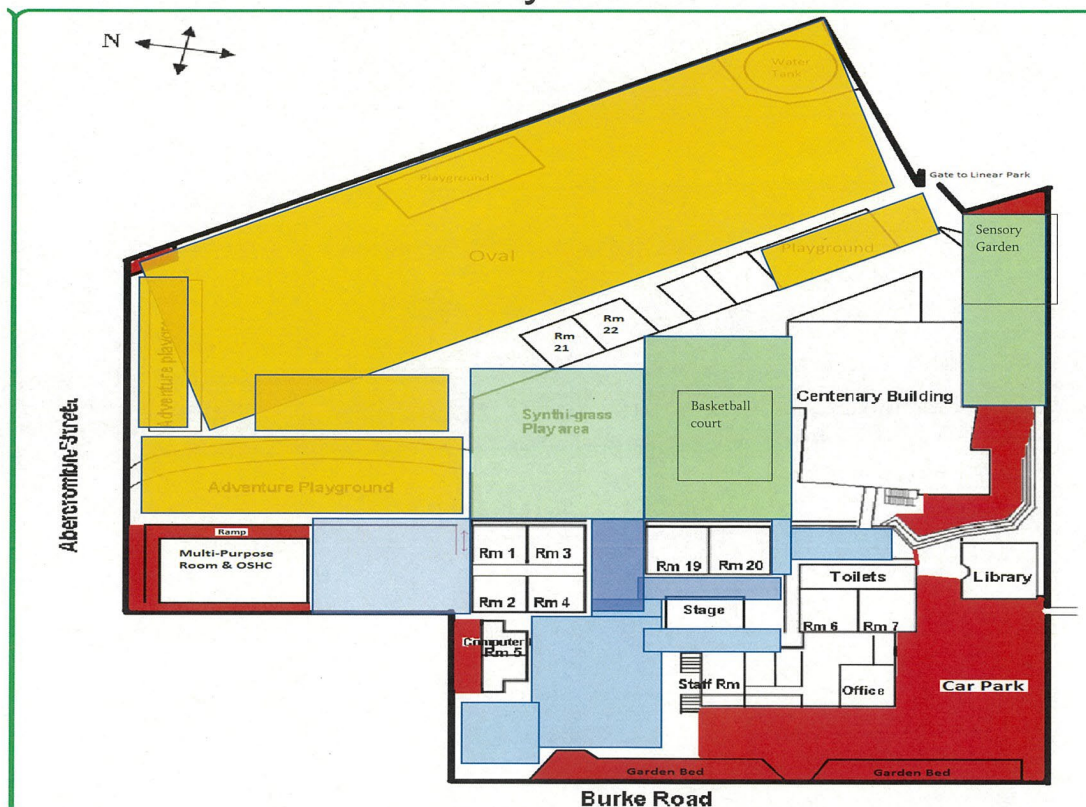 N
Water
Tank
Playground
Gate to Linear Park
Sensory
Garden
Oval
Playground
Rm
22
Rm
21
Adventure playground
Centenary Building
Basketball
court
Synthi-grass
Play area
Abercrombie Street.
Adventure Playground
Ramp
Multi-Purpose
Room & OSHC
Rm 1
Rm 3
Rm 19
Rm 20
Toilets
Library
Rm 2
Rm 4
Stage
Rm 6
Rm 7
Computer
Rm 5
Staff Rm
Office
Car Park
Garden Bed
Garden Bed
Burke Road